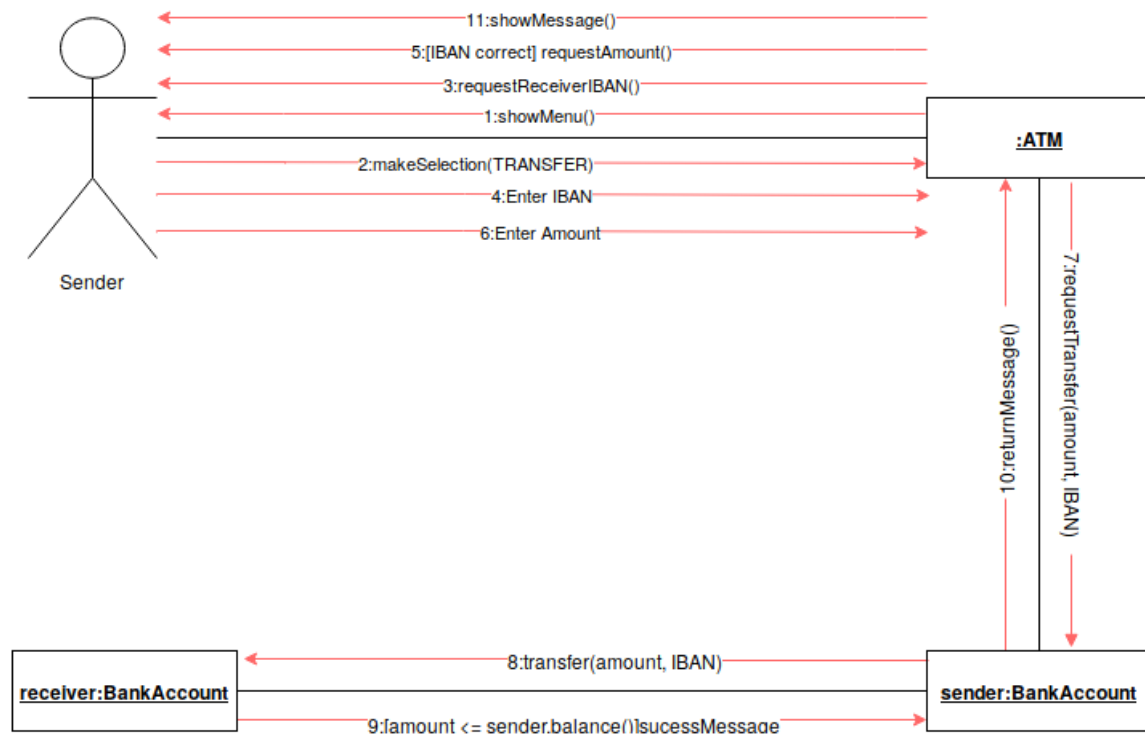 11:showMessage()
5:[IBAN correct] requestAmount()
3:requestReceiverIBAN()
1:showMenu()
:ATM
2:makeSelection(TRANSFER)
4:Enter IBAN
6:Enter Amount
Sender
7:requestTransfer(amount, IBAN)
10:returnMessage()
8:transfer(amount, IBAN)
receiver:BankAccount
sender:BankAccount
9:[amount <= sender.balance()]sucessMessage